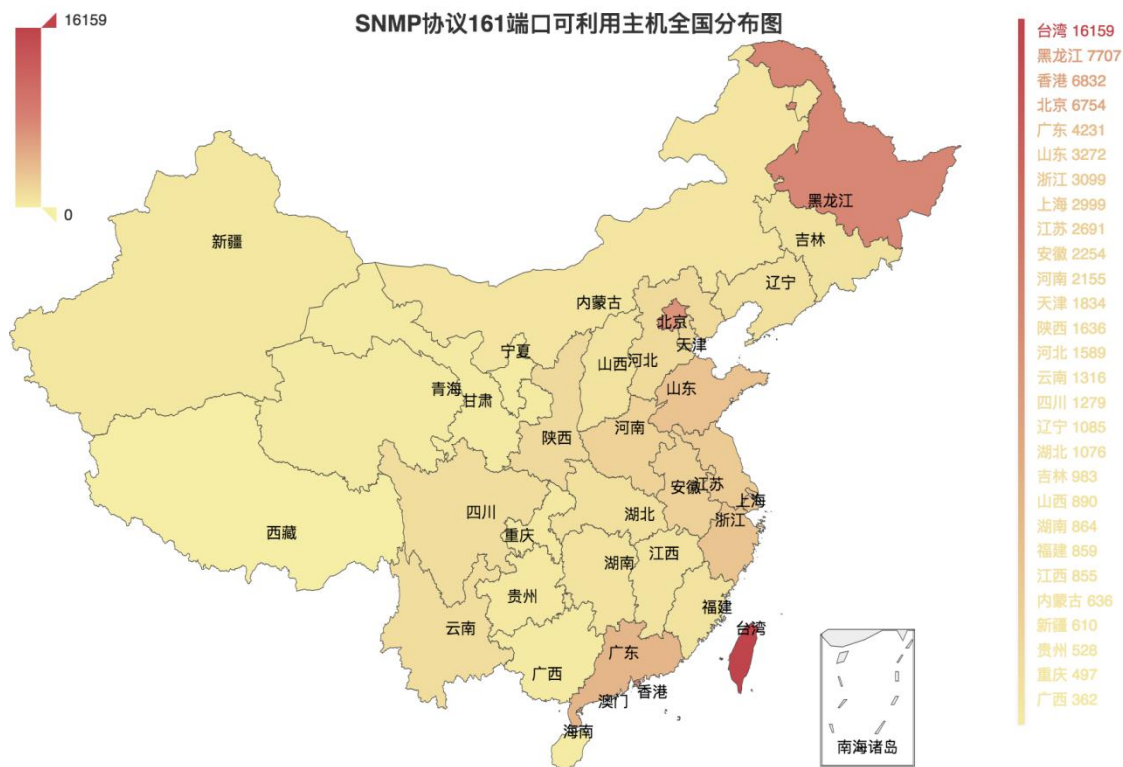 SNMP协议161端口可利用主机全国分布图
16159
0
台湾 16159
黑龙江 7707
香港 6832
北京 6754
广东 4231
山东 3272
浙江 3099
上海 2999
江苏 2691
安徽 2254
河南 2155
天津 1834
陕西 1636
河北 1589
云南 1316
四川 1279
辽宁 1085
湖北 1076
吉林 983
山西 890
湖南 864
福建 859
江西 855
内蒙古 636
新疆 610
贵州 528
重庆 497
广西 362
黑龙江
新疆
吉林
辽宁
内蒙古
北京
天津
宁夏
山西
河北
青海
甘肃
山东
陕西
河南
安徽
江苏
上海
四川
湖北
浙江
西藏
重庆
江西
湖南
贵州
福建
云南
台湾
广东
广西
香港
澳门
海南
南海诸岛